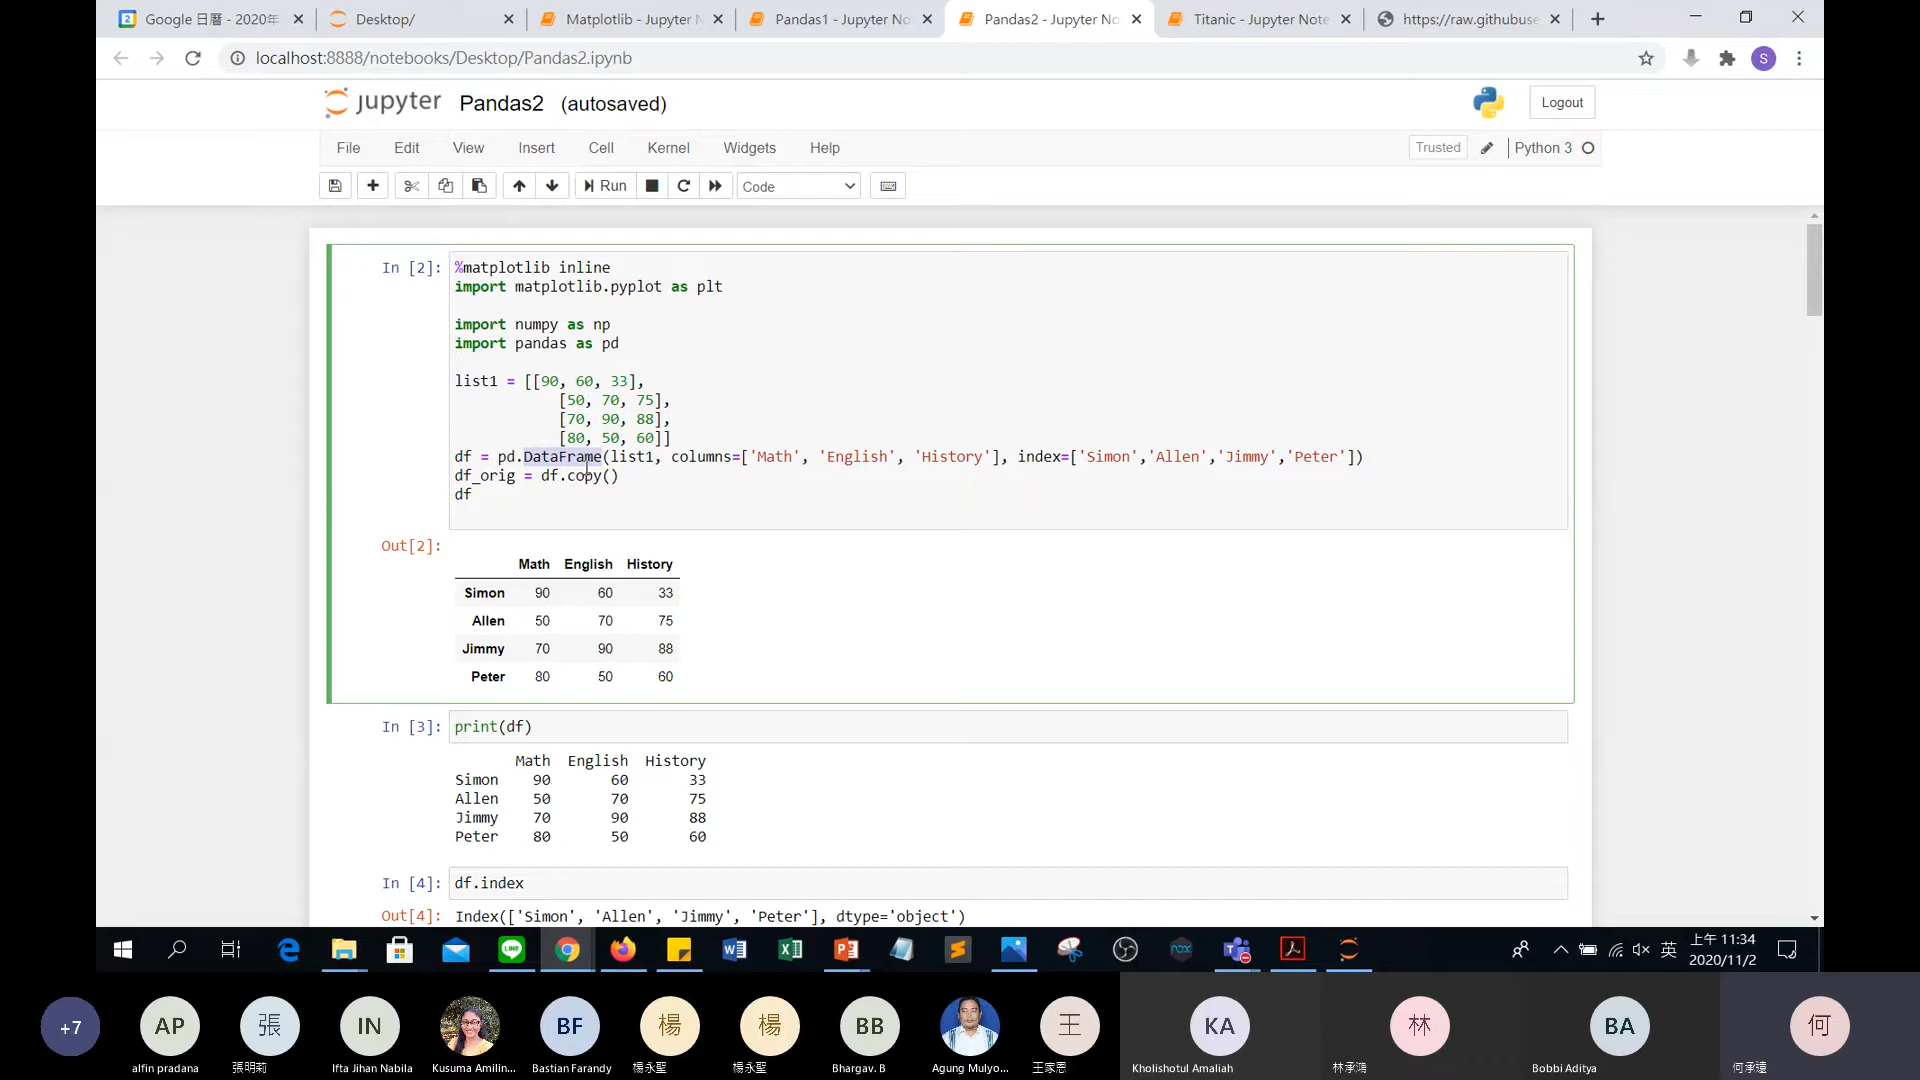 Google 日曆 - 2020年
Desktop/
Matplotlib - Jupyter N
Pandas1 - Jupyter No
Pandas2 - Jupyter No
Titanic - Jupyter Note
https://raw.githubuse
localhost:8888/notebooks/Desktop/Pandas2.ipynb
S
jupyter Pandas2 (autosaved)
Logout
File Edit View Insert Cell Kernel Widgets Help
Trusted
Python 3
Run
Code
In [2]:
%matplotlib inline
import matplotlib.pyplot as plt
import numpy as np
import pandas as pd
list1 = [[90, 60, 33],
[50, 70, 75],
[70, 90, 88],
[80, 50, 60]]
df = pd.DataFrame(list1, columns=['Math', 'English', 'History'], index=['Simon','Allen','Jimmy','Peter'])
df_orig = df.copy()
df
Out[2]:
Math English History
Simon 90 60 33
Allen 50 70 75
Jimmy 70 90 88
Peter 80 50 60
In [3]: print(df)
Math English History
Simon 90 60 33
Allen 50 70 75
Jimmy 70 90 88
Peter 80 50 60
In [4]: df.index
Out[4]: Index(['Simon', 'Allen', 'Jimmy', 'Peter'], dtype='object')
英
上午 11:34
2020/11/2
+7
AP
張
IN
BF
楊
楊
BB
王
KA
林
BA
何
alfin pradana
張明莉
Ifta Jihan Nabila
Kusuma Amilin...
Bastian Farandy
楊永聖
楊永聖
Bhargav. B
Agung Mulyo...
王家恩
Kholishotul Amaliah
林承鴻
Bobbi Aditya
何承遠